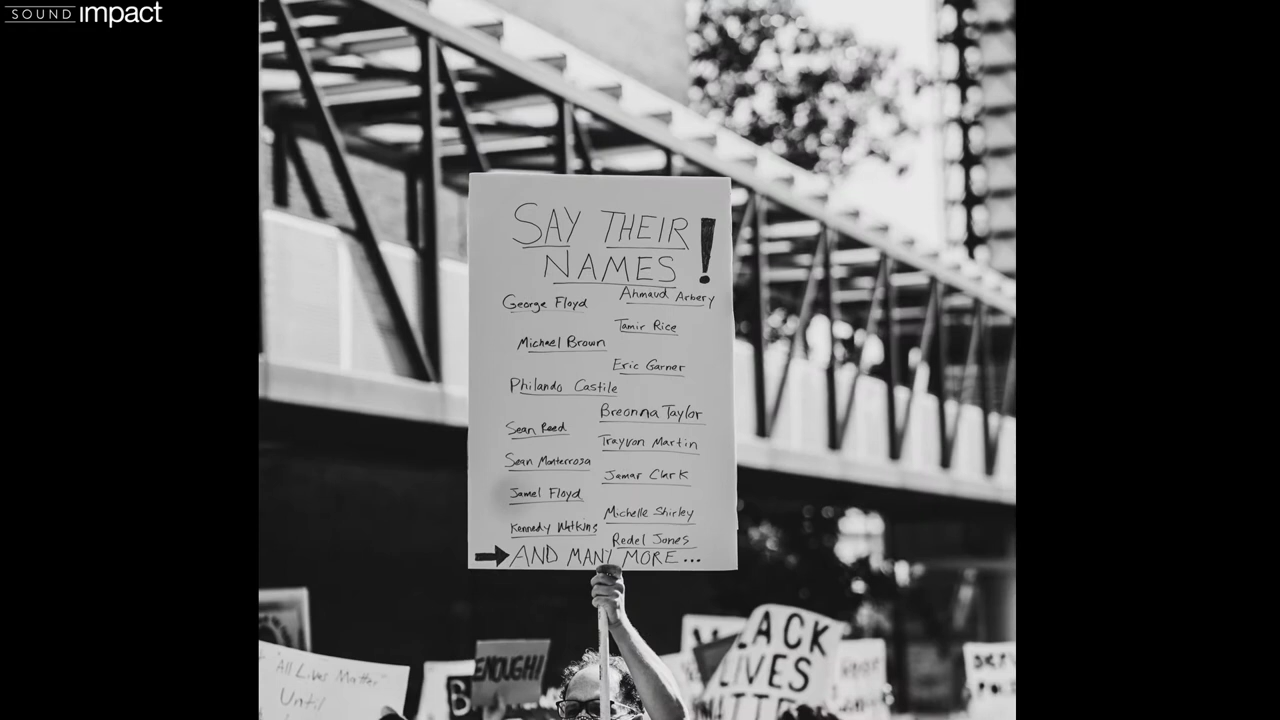 SOUND impact
SAY THEIR
NAMES!
George Floyd
Ahmaud Arbery
Tamir Rice
Michael Brown
Eric Garner
Philando Castile
Breonna Taylor
Sean Reed
Trayvon Martin
Sean Monterrosa
Jamar Clark
Jamel Floyd
Michelle Shirley
Kennedy Watkins
Redel Jones
AND MANY MORE...
"All Lives Matter"
Until
ENOUGH!
B
LACK
LIVES
MATTE